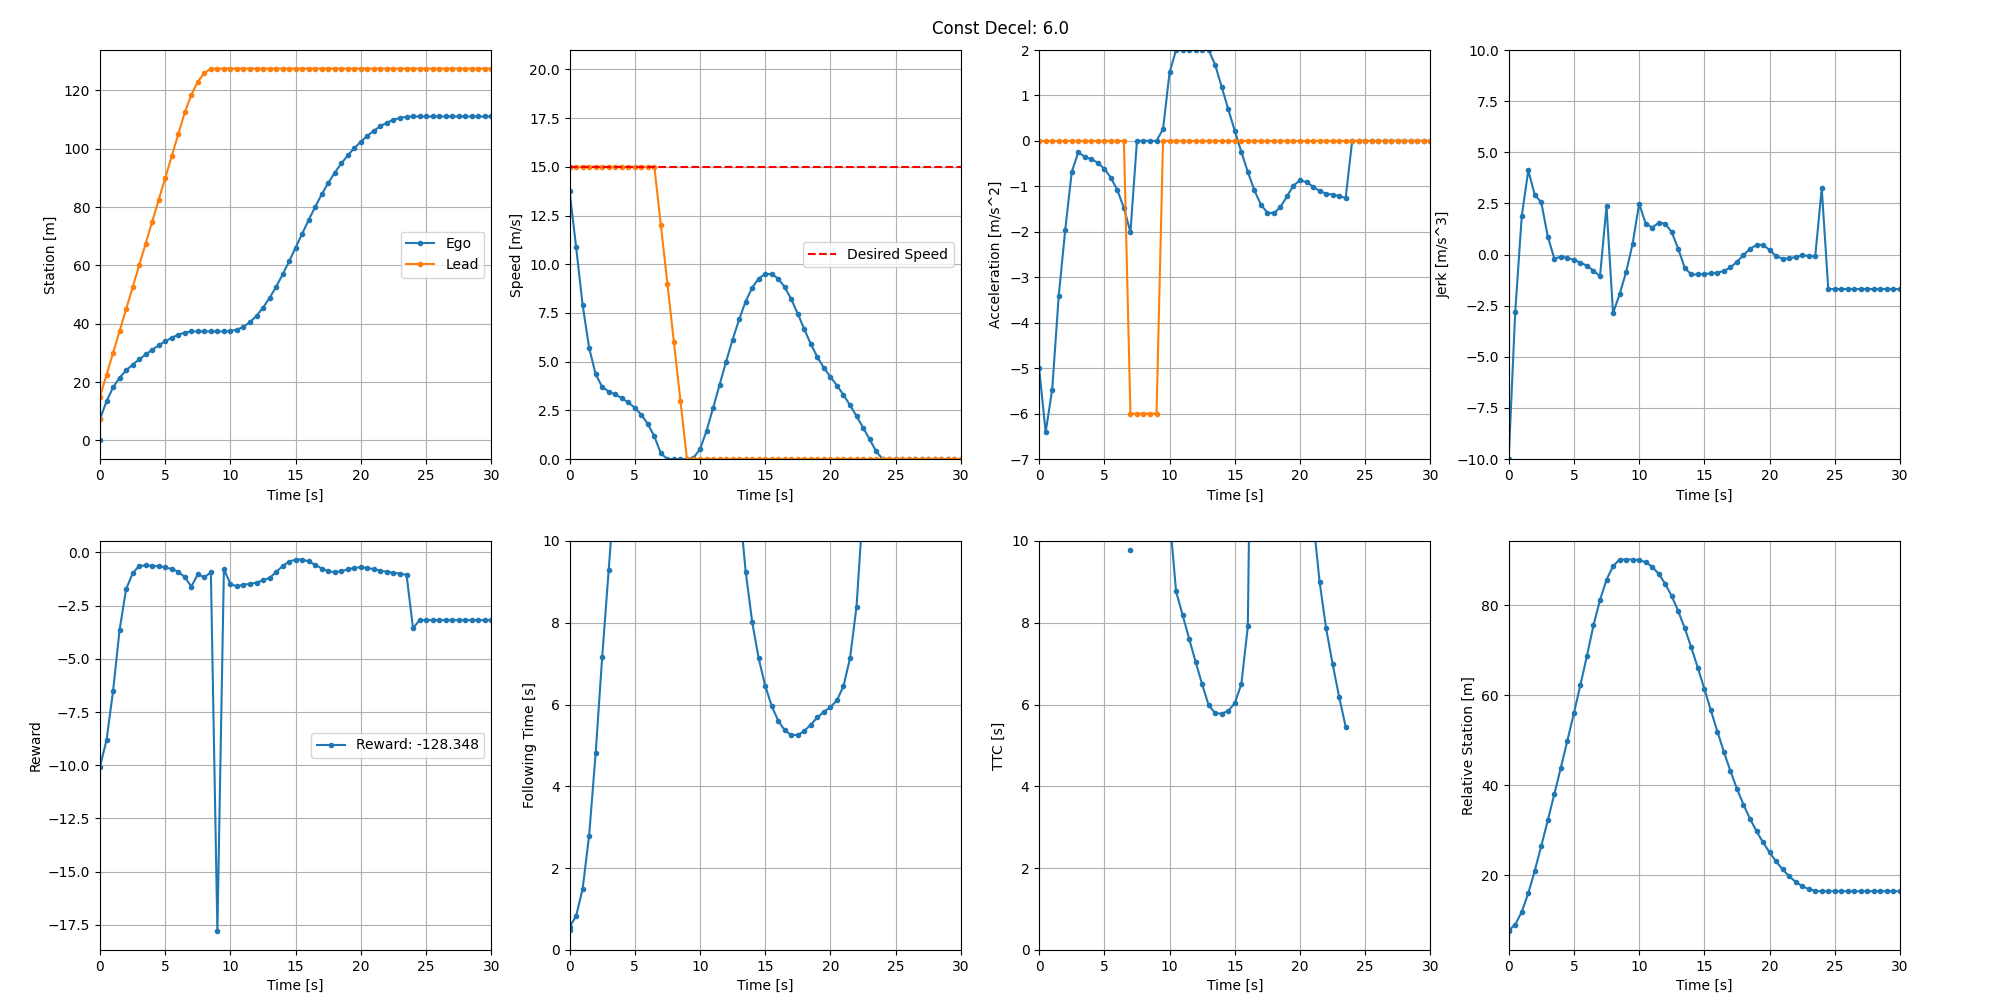 Const Decel: 6.0
120
100
80
60
40
20
0
Station [m]
Ego
Lead
0 5 10 15 20 25 30
Time [s]
20.0
17.5
15.0
12.5
10.0
7.5
5.0
2.5
0.0
Speed [m/s]
Desired Speed
0 5 10 15 20 25 30
Time [s]
2
1
0
−1
−2
−3
−4
−5
−6
−7
Acceleration [m/s^2]
0 5 10 15 20 25 30
Time [s]
10.0
7.5
5.0
2.5
0.0
−2.5
−5.0
−7.5
−10.0
Jerk [m/s^3]
0 5 10 15 20 25 30
Time [s]
0.0
−2.5
−5.0
−7.5
−10.0
−12.5
−15.0
−17.5
Reward
Reward: -128.348
0 5 10 15 20 25 30
Time [s]
10
8
6
4
2
0
Following Time [s]
0 5 10 15 20 25 30
Time [s]
10
8
6
4
2
0
TTC [s]
0 5 10 15 20 25 30
Time [s]
80
60
40
20
Relative Station [m]
0 5 10 15 20 25 30
Time [s]